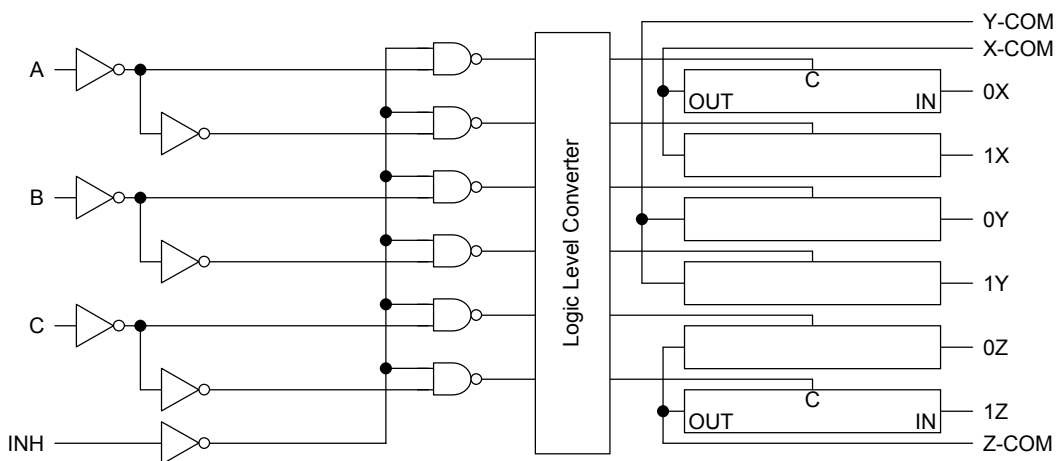 Y-COM
X-COM
A
C
OUT
IN
0X
1X
B
0Y
Logic Level Converter
1Y
C
0Z
C
OUT
IN
1Z
INH
Z-COM